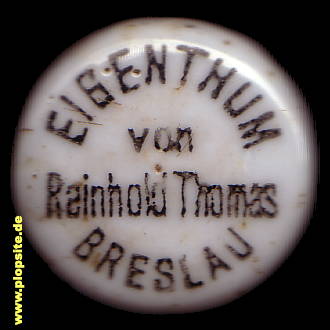 EIGENTHUM
von
Reinhold Thomas
BRESLAU
www.plopsite.de